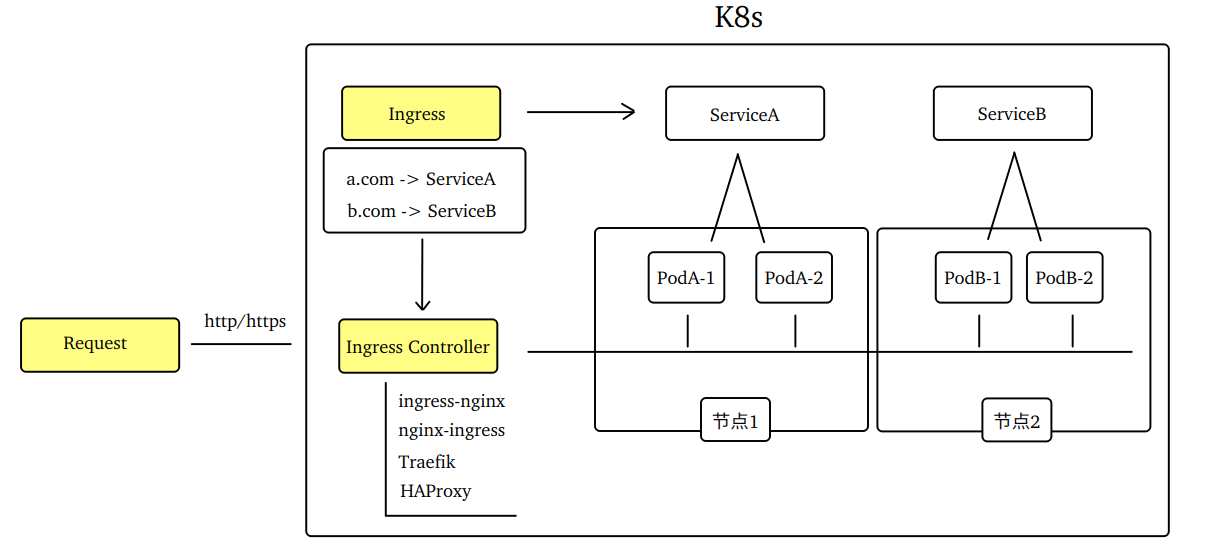 K8s
Ingress
ServiceA
ServiceB
a.com -> ServiceA
b.com -> ServiceB
PodA-1
PodA-2
PodB-1
PodB-2
http/https
Request
Ingress Controller
ingress-nginx
nginx-ingress
Traefik
HAProxy
节点1
节点2